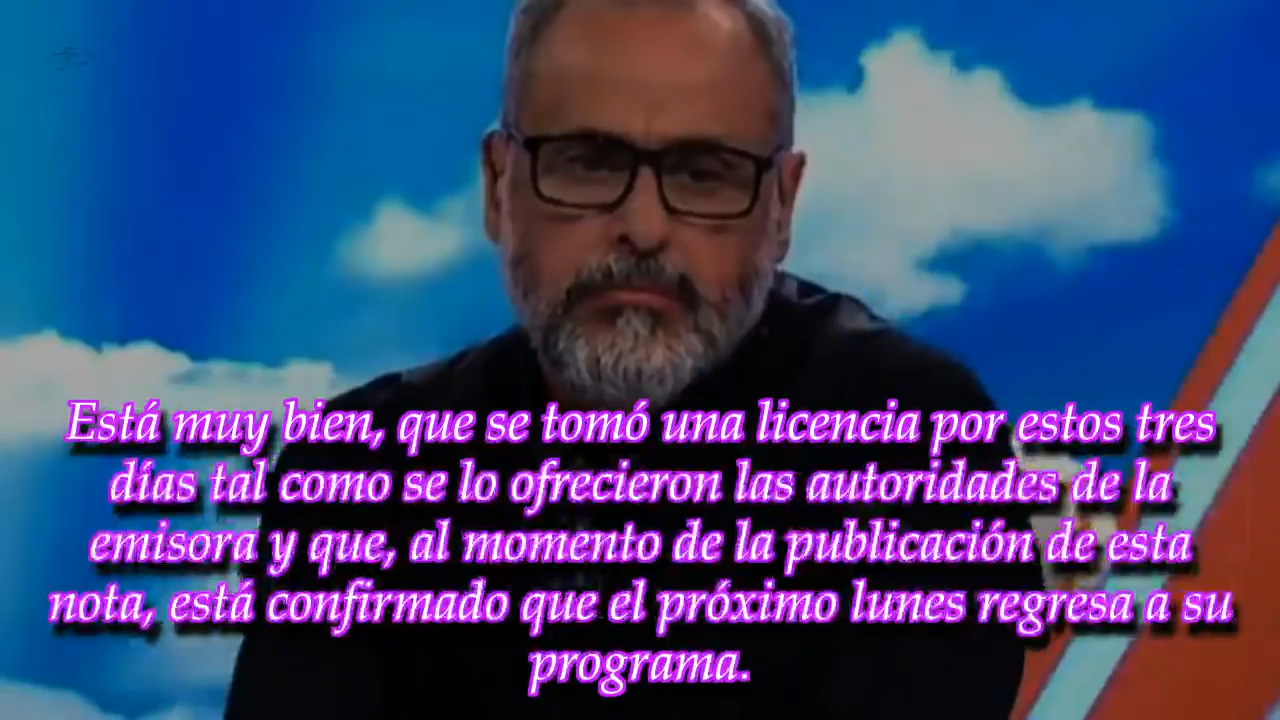 Está muy bien, que se tomó una licencia por estos tres
días tal como se lo ofrecieron las autoridades de la
emisora y que, al momento de la publicación de esta
nota, está confirmado que el próximo lunes regresa a su
programa.